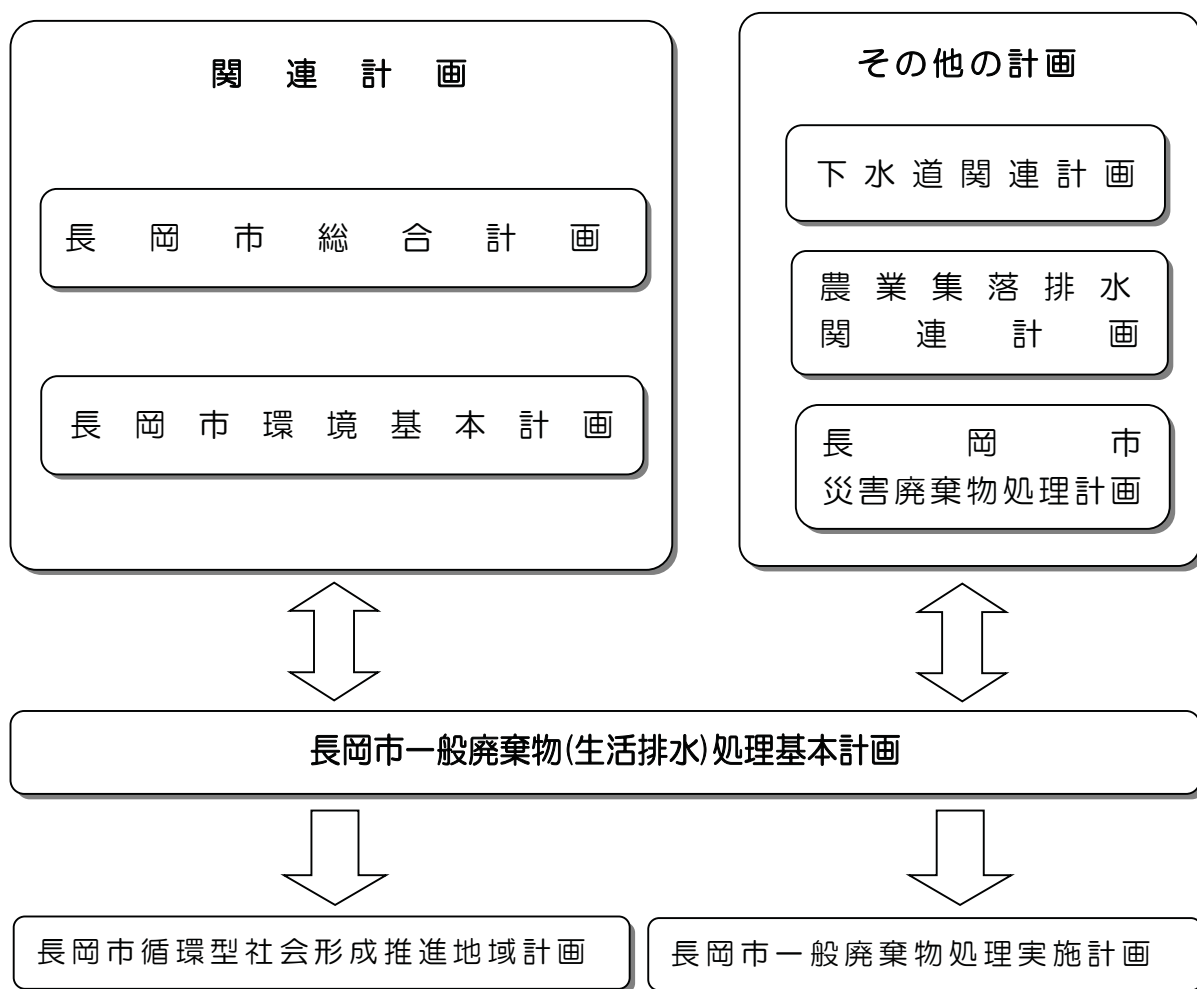 関連計画
長岡市総合計画
長岡市環境基本計画
その他の計画
下水道関連計画
農業集落排水
関連計画
長岡市
災害廃棄物処理計画
長岡市一般廃棄物(生活排水)処理基本計画
長岡市循環型社会形成推進地域計画
長岡市一般廃棄物処理実施計画